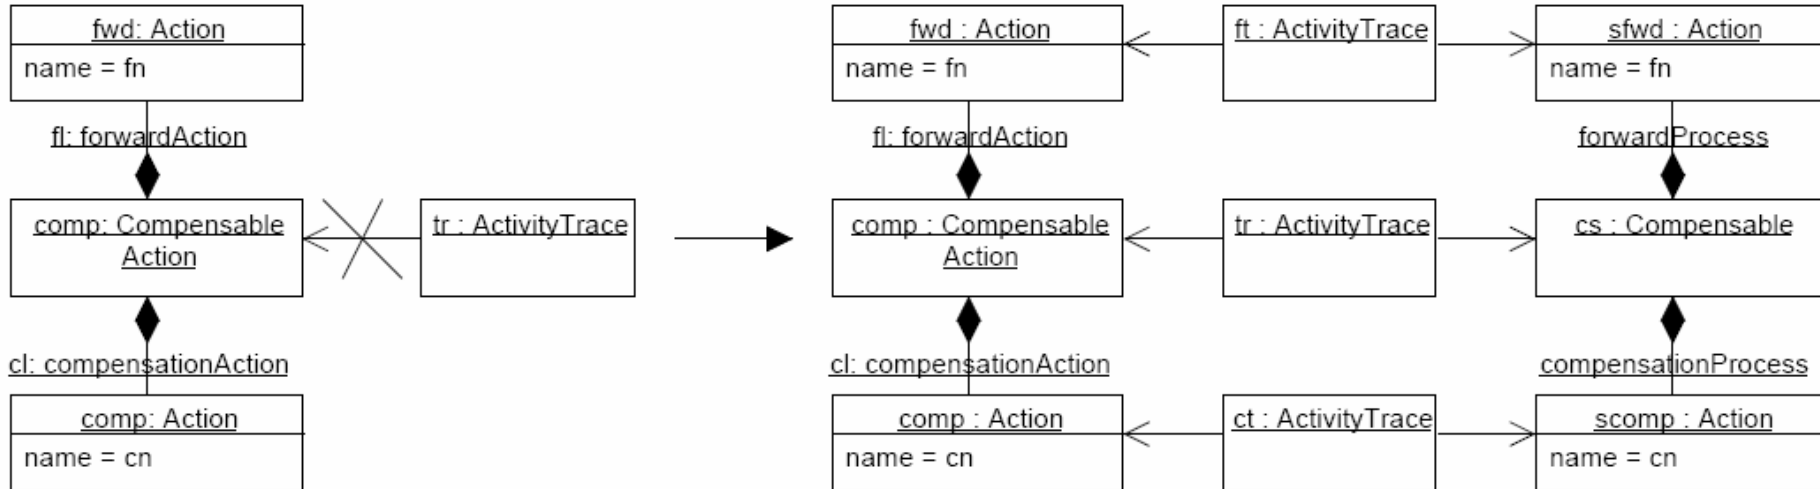 fwd: Action
name = fn
fl: forwardAction
comp: Compensable
Action
tr : ActivityTrace
cl: compensationAction
comp: Action
name = cn
fwd : Action
name = fn
fl: forwardAction
comp : Compensable
Action
cl: compensationAction
comp : Action
name = cn
ft : ActivityTrace
tr : ActivityTrace
ct : ActivityTrace
sfwd : Action
name = fn
forwardProcess
cs : Compensable
compensationProcess
scomp : Action
name = cn